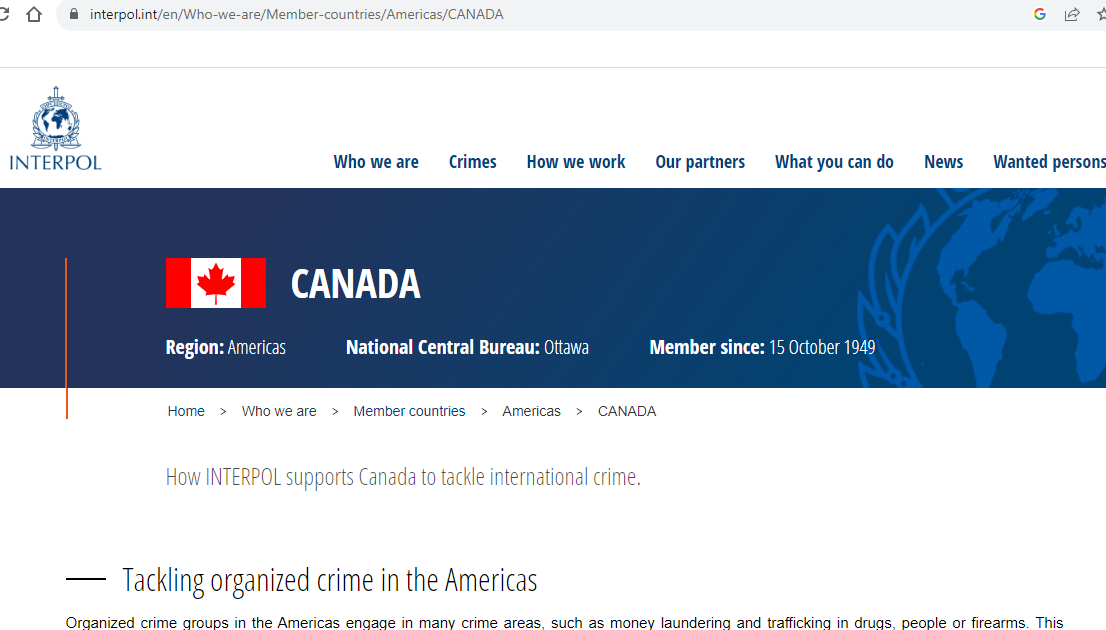 interpol.int/en/Who-we-are/Member-countries/Americas/CANADA
INTERPOL
Who we are Crimes How we work Our partners What you can do News Wanted persons
CANADA
Region: Americas National Central Bureau: Ottawa Member since: 15 October 1949
Home > Who we are > Member countries > Americas > CANADA
How INTERPOL supports Canada to tackle international crime.
Tackling organized crime in the Americas
Organized crime groups in the Americas engage in many crime areas, such as money laundering and trafficking in drugs, people or firearms. This